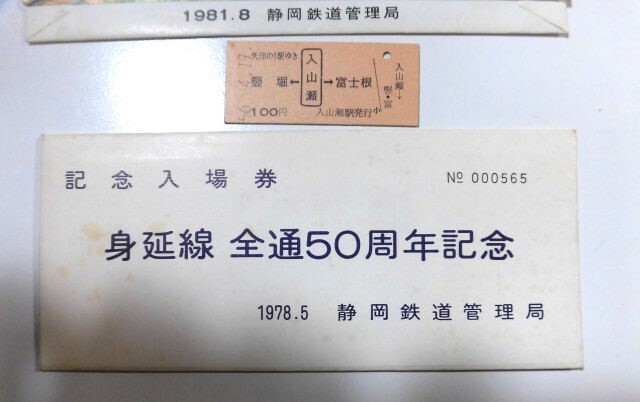 1981.8 静岡鉄道管理局
矢印の1駅ゆき
竪堀←入山瀬→富士根
100円 入山瀬駅発行
入山瀬→
竪・富
小
記念入場券
№ 000565
身延線 全通50周年記念
1978.5 静岡鉄道管理局